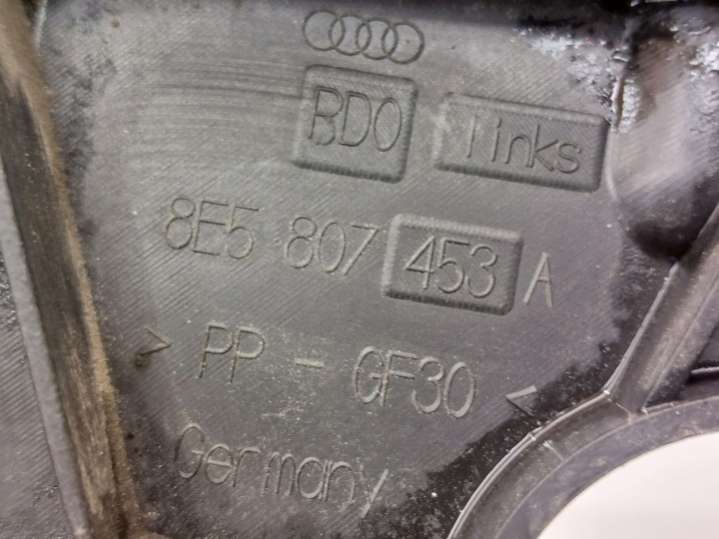 BDO links
8E5 807 453 A
> PP - GF30 <
Germany